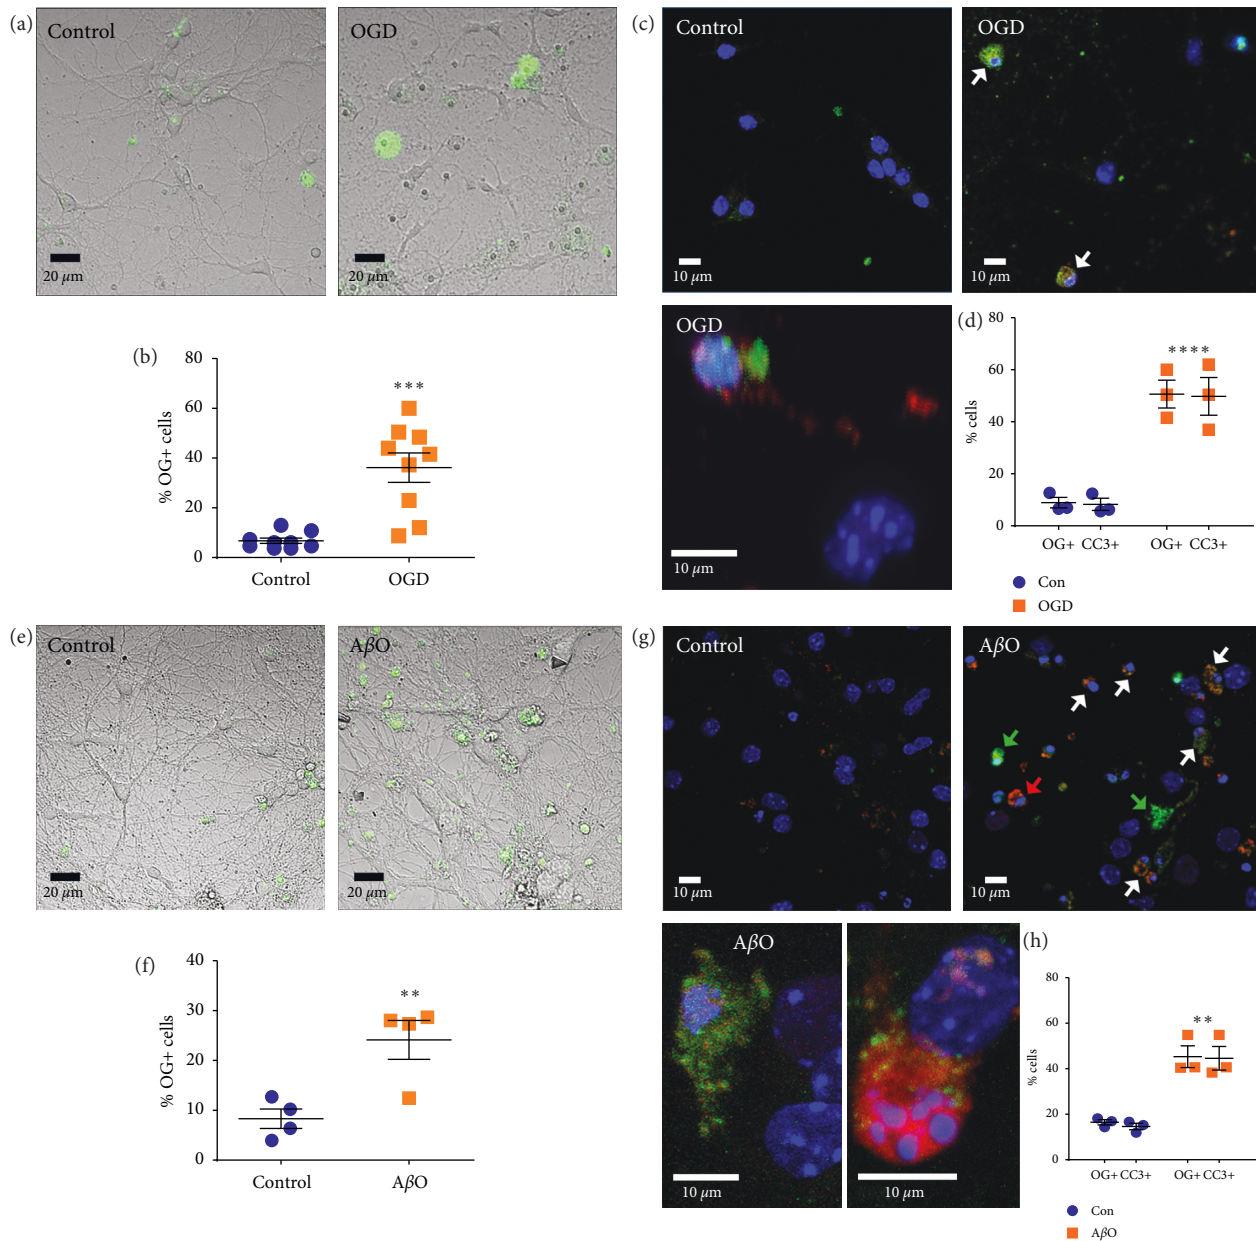 (a)
Control
20 µm
OGD
20 µm
(b)
% OG+ cells
80
60
40
20
0
***
Control
OGD
(c)
Control
10 µm
OGD
10 µm
OGD
10 µm
(d)
% cells
80
60
40
20
0
****
OG+ CC3+
OG+ CC3+
Con
OGD
(e)
Control
20 µm
AβO
20 µm
(f)
% OG+ cells
40
30
20
10
0
**
Control
AβO
(g)
Control
10 µm
AβO
10 µm
AβO
10 µm
10 µm
(h)
% cells
80
60
40
20
0
**
OG+ CC3+
OG+ CC3+
Con
AβO